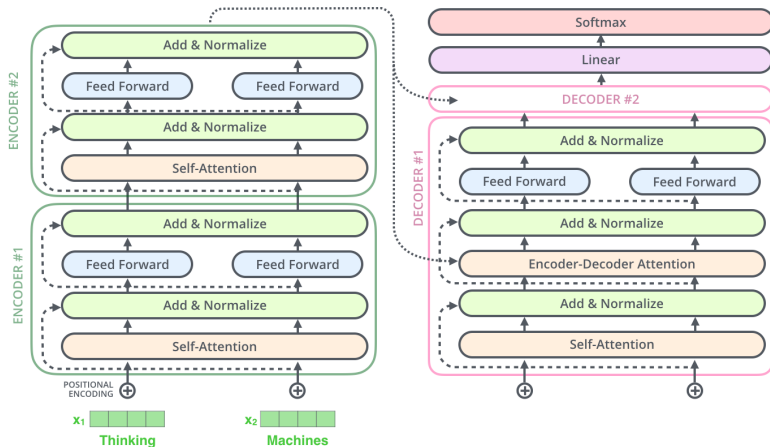 ENCODER #2
Add & Normalize
Feed Forward
Feed Forward
Add & Normalize
Self-Attention
ENCODER #1
Add & Normalize
Feed Forward
Feed Forward
Add & Normalize
Self-Attention
POSITIONAL
ENCODING
x₁
Thinking
x₂
Machines
Softmax
Linear
DECODER #2
DECODER #1
Add & Normalize
Feed Forward
Feed Forward
Add & Normalize
Encoder-Decoder Attention
Add & Normalize
Self-Attention